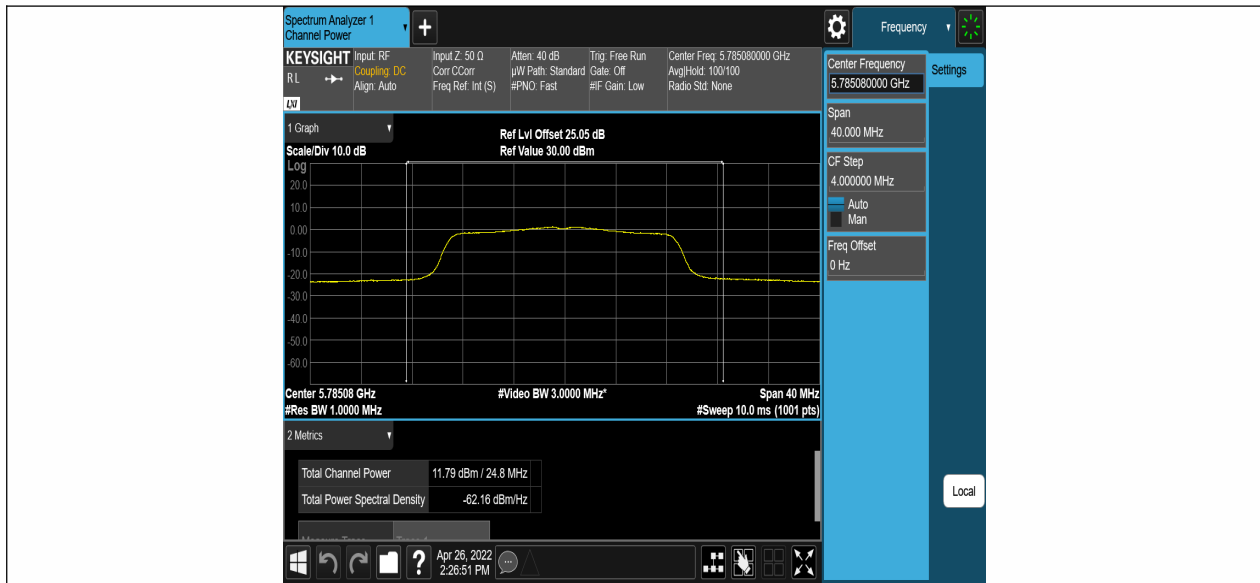 Spectrum Analyzer 1
Channel Power
Frequency
KEYSIGHT
RL
LXI
Input: RF
Coupling: DC
Align: Auto
Input Z: 50 Ω
Corr CCorr
Freq Ref: Int (S)
Atten: 40 dB
µW Path: Standard
#PNO: Fast
Trig: Free Run
Gate: Off
#IF Gain: Low
Center Freq: 5.785080000 GHz
Avg|Hold: 100/100
Radio Std: None
Center Frequency
5.785080000 GHz
Settings
Span
40.000 MHz
CF Step
4.000000 MHz
Auto
Man
Freq Offset
0 Hz
Local
1 Graph
Scale/Div 10.0 dB
Ref Lvl Offset 25.05 dB
Ref Value 30.00 dBm
Log
20.0
10.0
0.00
-10.0
-20.0
-30.0
-40.0
-50.0
-60.0
Center 5.78508 GHz
#Video BW 3.0000 MHz*
Span 40 MHz
#Res BW 1.0000 MHz
#Sweep 10.0 ms (1001 pts)
2 Metrics
Total Channel Power 11.79 dBm / 24.8 MHz
Total Power Spectral Density -62.16 dBm/Hz
Apr 26, 2022
2:26:51 PM